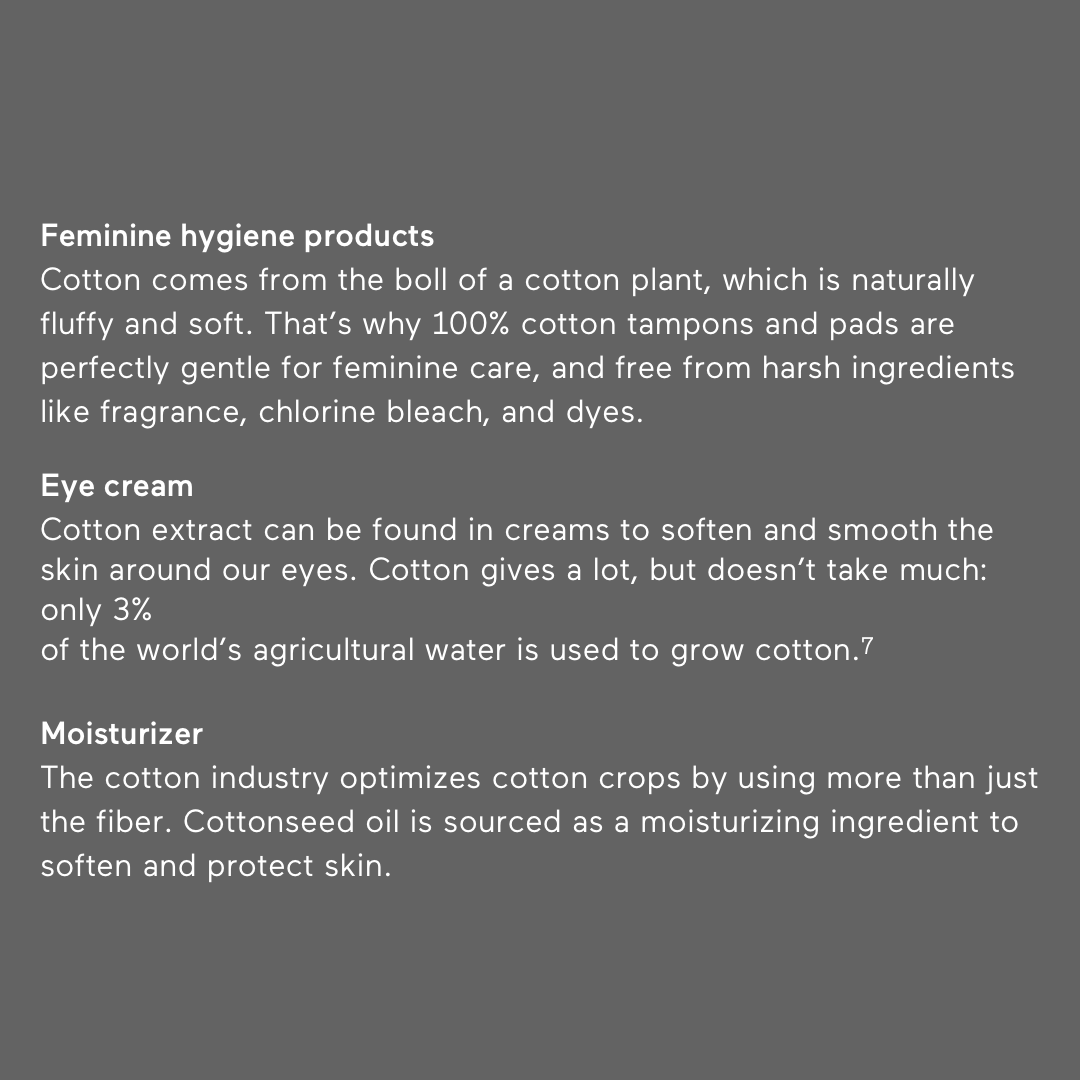 Feminine hygiene products
Cotton comes from the boll of a cotton plant, which is naturally
fluffy and soft. That’s why 100% cotton tampons and pads are
perfectly gentle for feminine care, and free from harsh ingredients
like fragrance, chlorine bleach, and dyes.
Eye cream
Cotton extract can be found in creams to soften and smooth the
skin around our eyes. Cotton gives a lot, but doesn’t take much:
only 3%
of the world’s agricultural water is used to grow cotton.⁷
Moisturizer
The cotton industry optimizes cotton crops by using more than just
the fiber. Cottonseed oil is sourced as a moisturizing ingredient to
soften and protect skin.